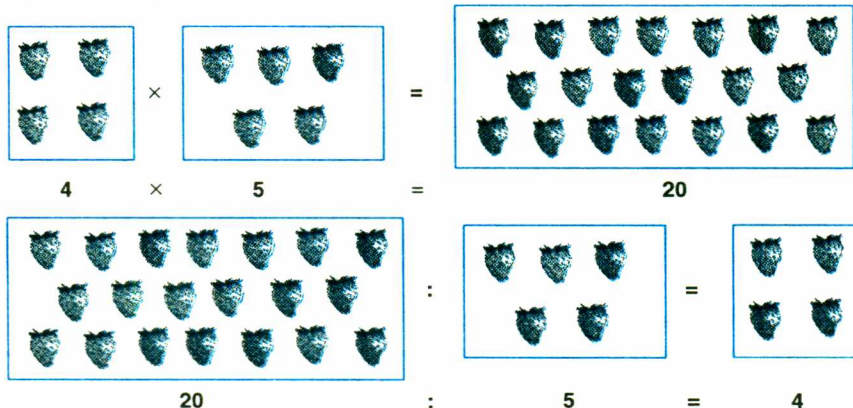 × =
4 × 5 = 20
: =
20 : 5 = 4